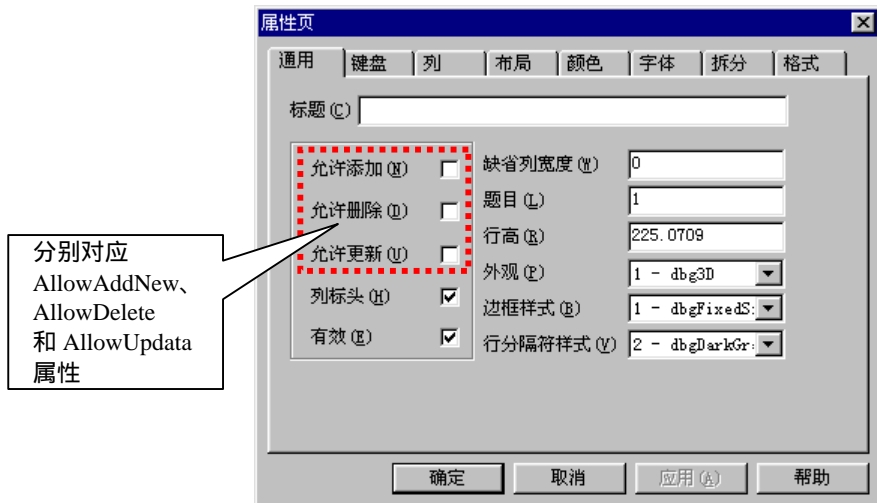 属性页
通用 键盘 列 布局 颜色 字体 拆分 格式
标题(C)
允许添加(N)
允许删除(D)
允许更新(U)
列标头(H)
有效(E)
缺省列宽度(W) 0
题目(L) 1
行高(R) 225.0709
外观(P) 1 - dbg3D
边框样式(B) 1 - dbgFixedS
行分隔符样式(V) 2 - dbgDarkGr
分别对应
AllowAddNew、
AllowDelete
和 AllowUpdata
属性
确定 取消 应用(A) 帮助